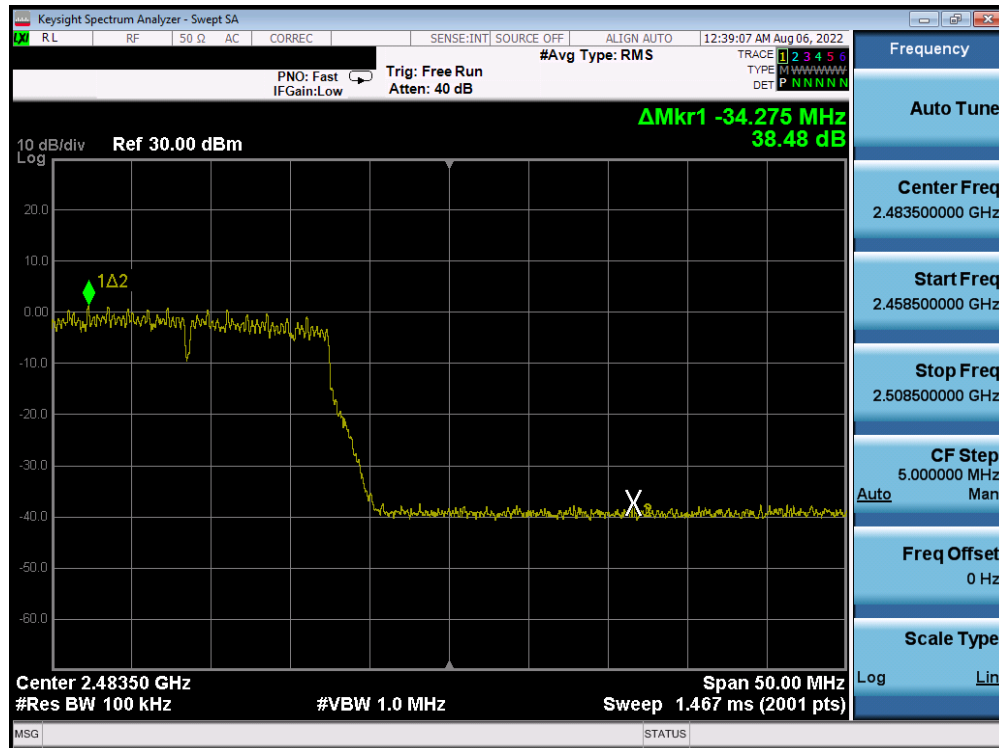 Keysight Spectrum Analyzer - Swept SA
LXI RL RF 50 Ω AC CORREC SENSE:INT SOURCE OFF ALIGN AUTO 12:39:07 AM Aug 06, 2022
#Avg Type: RMS
TRACE 1 2 3 4 5 6
PNO: Fast Trig: Free Run
TYPE M W W W W W
IFGain:Low Atten: 40 dB
DET P N N N N N
ΔMkr1 -34.275 MHz
38.48 dB
10 dB/div Ref 30.00 dBm
Log
20.0
10.0
1Δ2
0.00
-10.0
-20.0
-30.0
X
-40.0
-50.0
-60.0
Center 2.48350 GHz Span 50.00 MHz
#Res BW 100 kHz #VBW 1.0 MHz Sweep 1.467 ms (2001 pts)
MSG STATUS
Frequency
Auto Tune
Center Freq
2.483500000 GHz
Start Freq
2.458500000 GHz
Stop Freq
2.508500000 GHz
CF Step
5.000000 MHz
Auto Man
Freq Offset
0 Hz
Scale Type
Log Lin